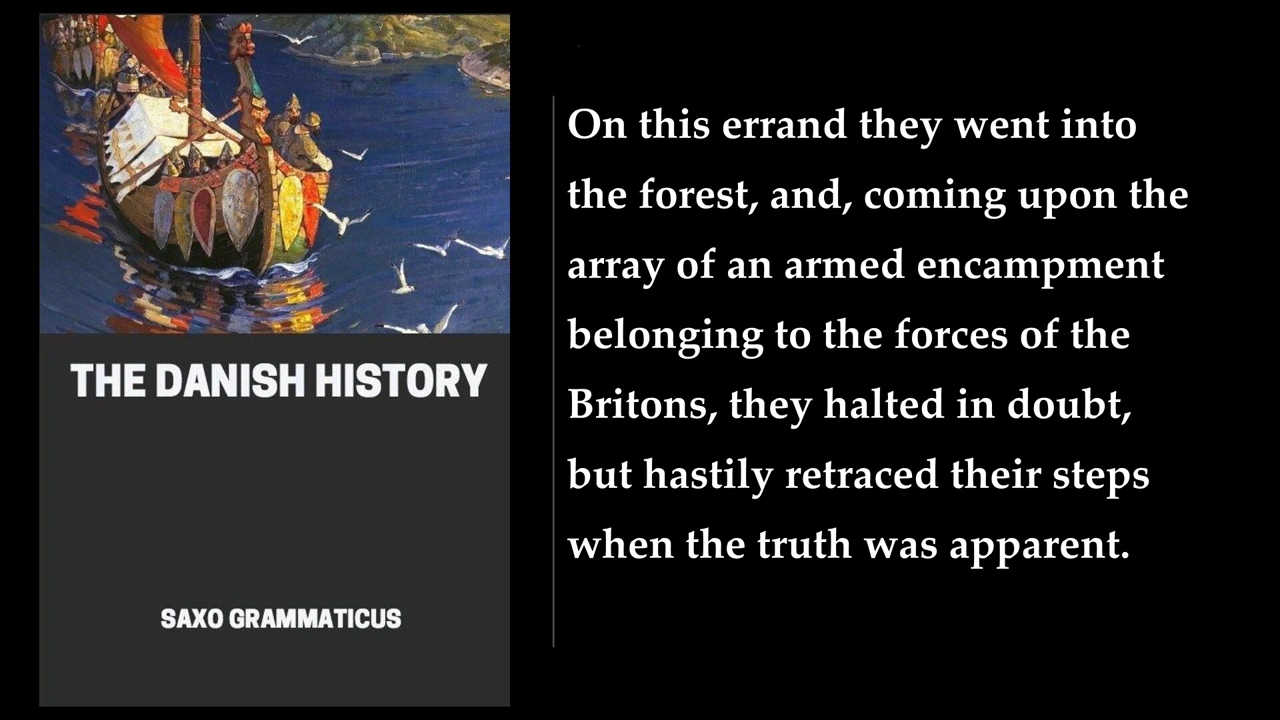 THE DANISH HISTORY
SAXO GRAMMATICUS
On this errand they went into
the forest, and, coming upon the
array of an armed encampment
belonging to the forces of the
Britons, they halted in doubt,
but hastily retraced their steps
when the truth was apparent.